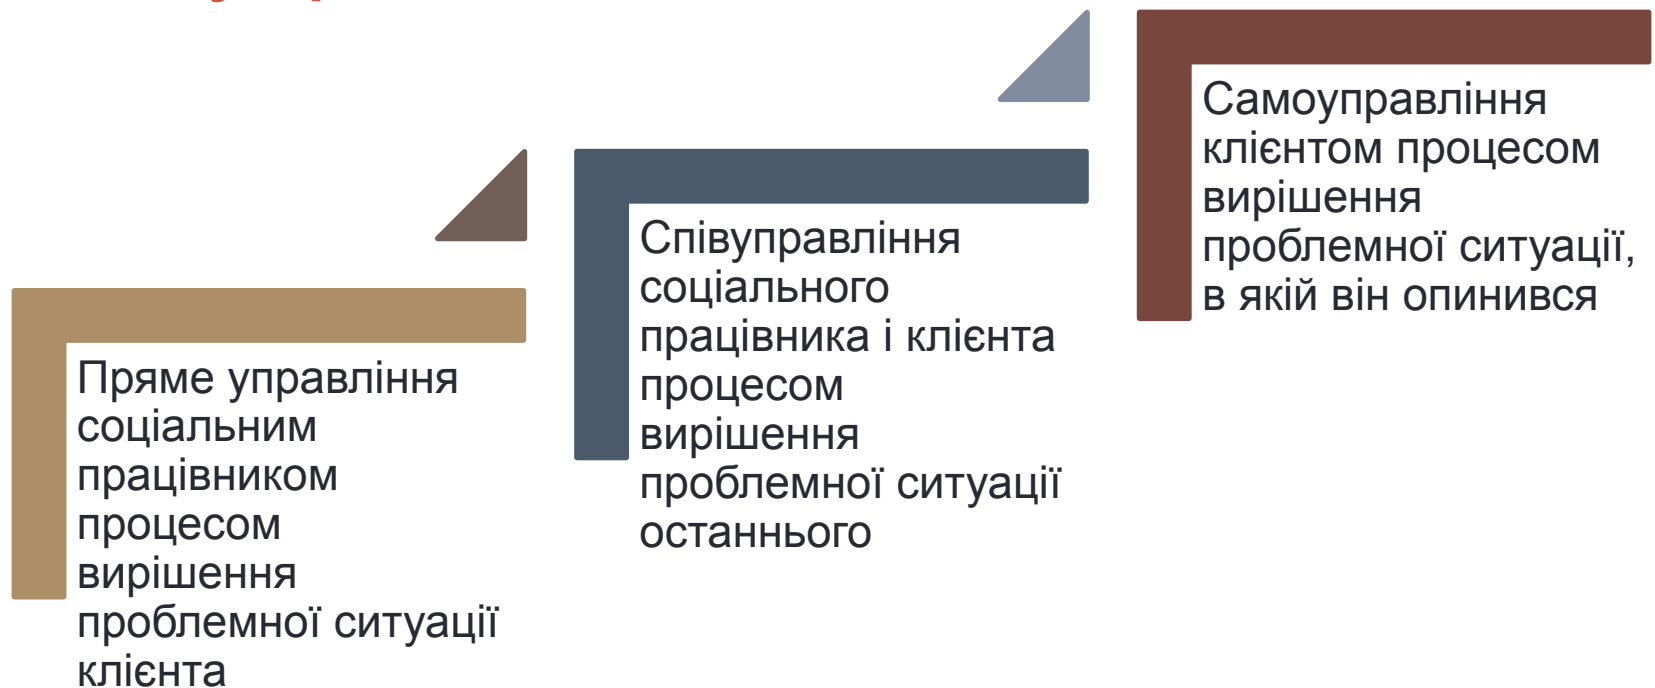 Пряме управління
соціальним
працівником
процесом
вирішення
проблемної ситуації
клієнта
Співуправління
соціального
працівника і клієнта
процесом
вирішення
проблемної ситуації
останнього
Самоуправління
клієнтом процесом
вирішення
проблемної ситуації,
в якій він опинився